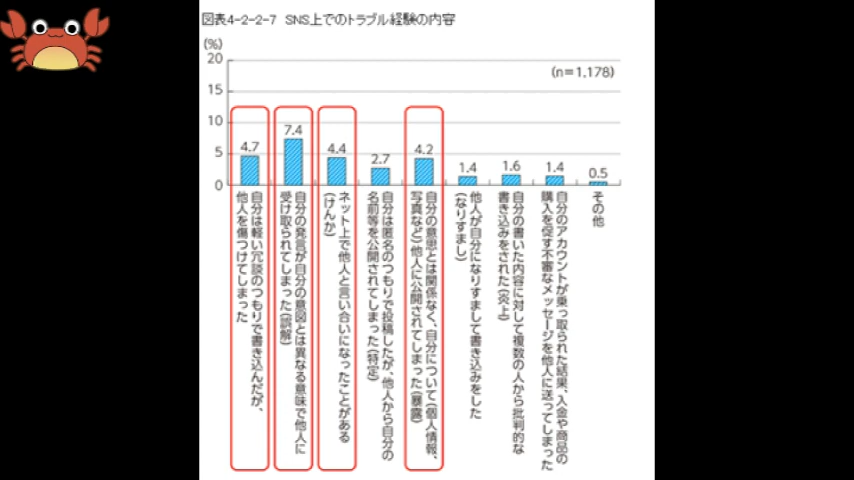 図表4-2-2-7 SNS上でのトラブル経験の内容
(%)
20
15
10
5
0
(n=1,178)
4.7
7.4
4.4
2.7
4.2
1.4
1.6
1.4
0.5
自分は軽い冗談のつもりで書き込んだが、
他人を傷つけてしまった
自分の発言が自分の意図とは異なる意味で他人に
受け取られてしまった(誤解)
ネット上で他人と言い合いになったことがある
(けんか)
自分は匿名のつもりで投稿したが、他人から自分の
名前等を公開されてしまった(特定)
自分の意思とは関係なく、自分について(個人情報、
写真など)他人に公開されてしまった(暴露)
他人が自分になりすまして書き込みをした
(なりすまし)
自分の書いた内容に対して複数の人から批判的な
書き込みをされた(炎上)
自分のアカウントが乗っ取られた結果、入金や商品の
購入を促す不審なメッセージを他人に送ってしまった
その他